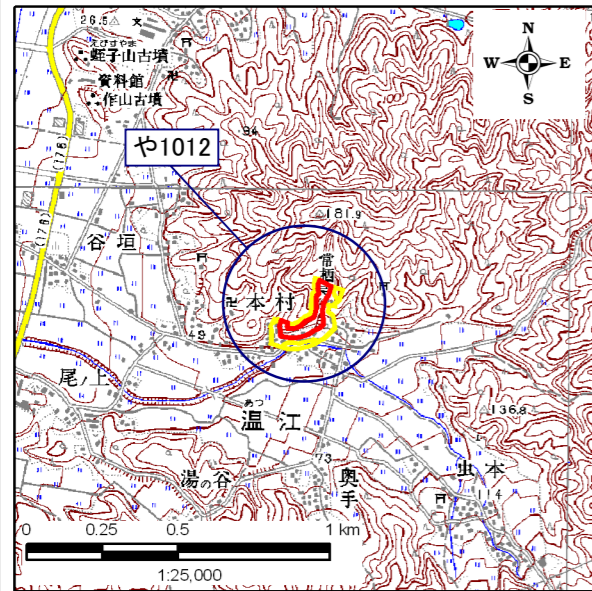 26.5
えびすやま
蛭子山古墳
資料館
作山古墳
N
W E
S
(176)
94
や1012
181.9
谷垣
常栖
本村
(176)
49
尾ノ上
あつ
温江
136.8
73
湯の谷
奥手
虫本
114
0 0.25 0.5 1 km
1:25,000